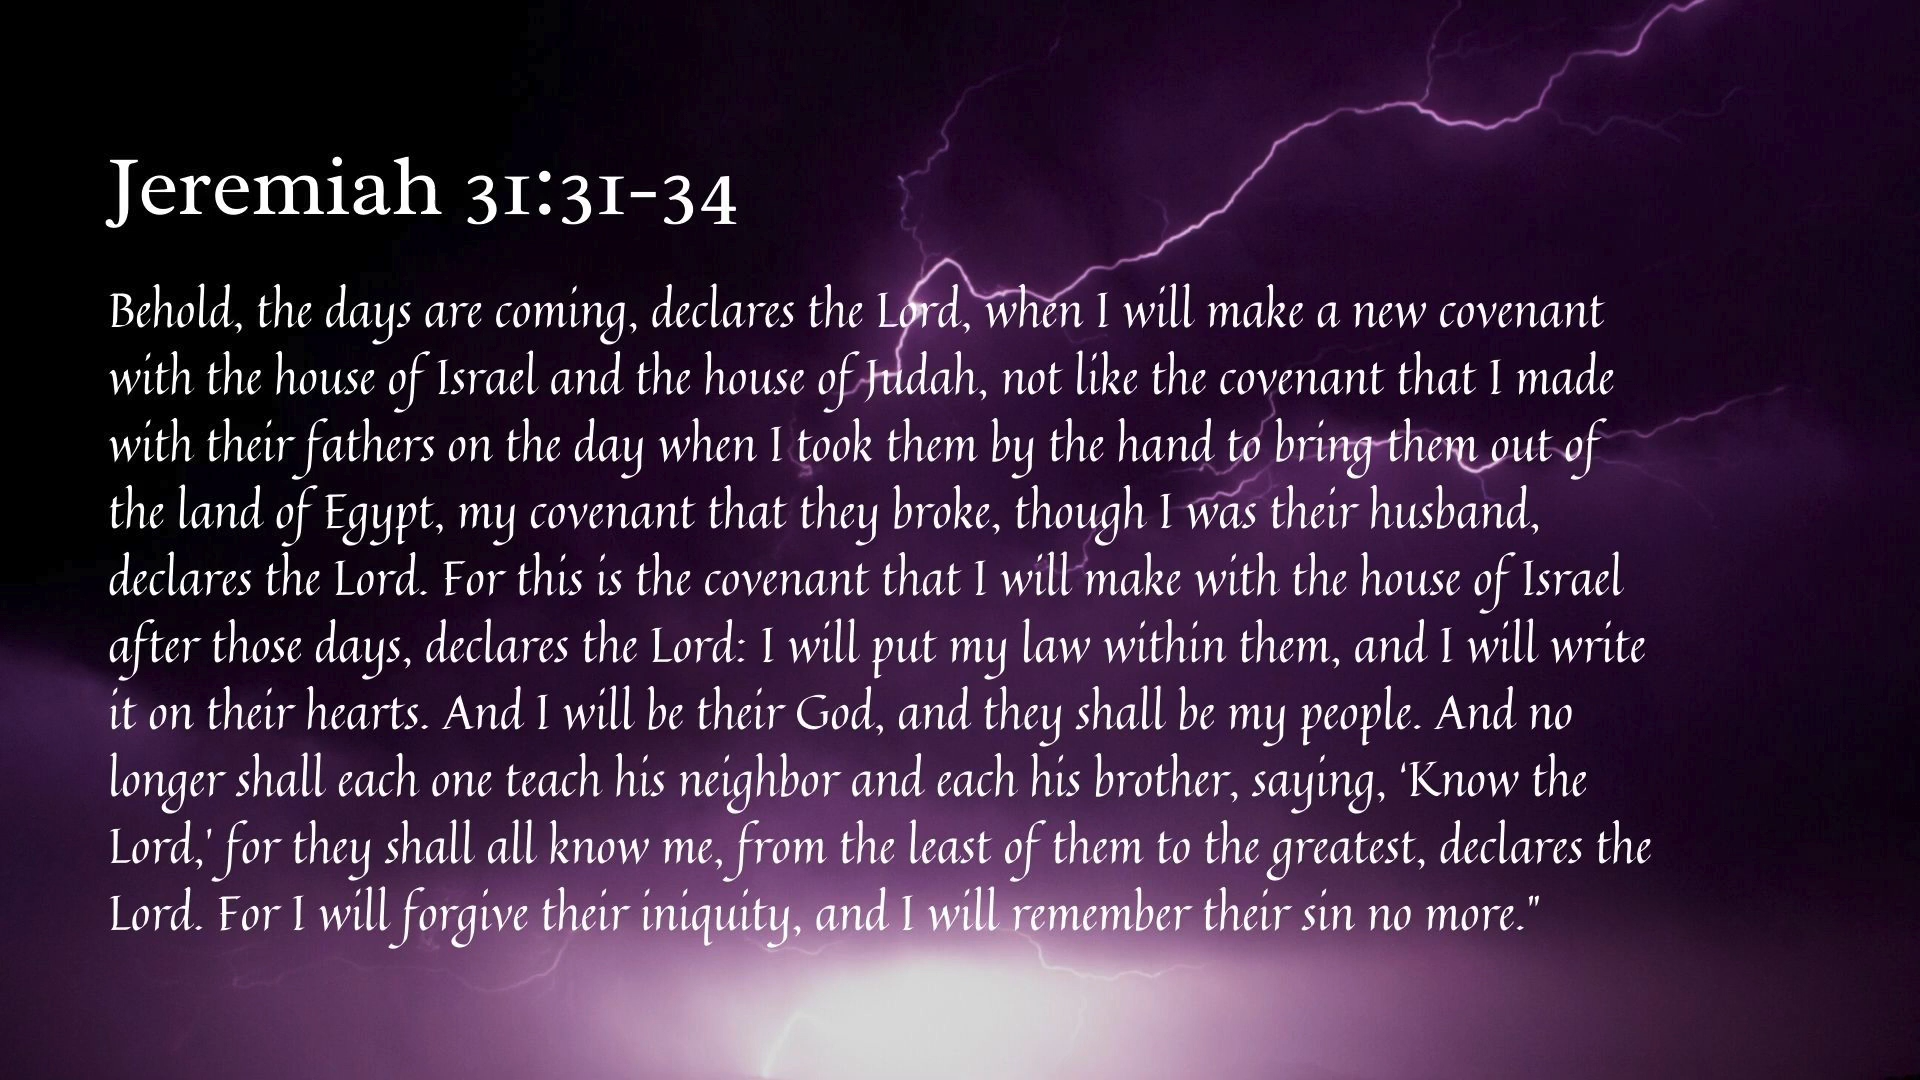 Jeremiah 31:31-34
Behold, the days are coming, declares the Lord, when I will make a new covenant
with the house of Israel and the house of Judah, not like the covenant that I made
with their fathers on the day when I took them by the hand to bring them out of
the land of Egypt, my covenant that they broke, though I was their husband,
declares the Lord. For this is the covenant that I will make with the house of Israel
after those days, declares the Lord: I will put my law within them, and I will write
it on their hearts. And I will be their God, and they shall be my people. And no
longer shall each one teach his neighbor and each his brother, saying, ‘Know the
Lord,’ for they shall all know me, from the least of them to the greatest, declares the
Lord. For I will forgive their iniquity, and I will remember their sin no more."